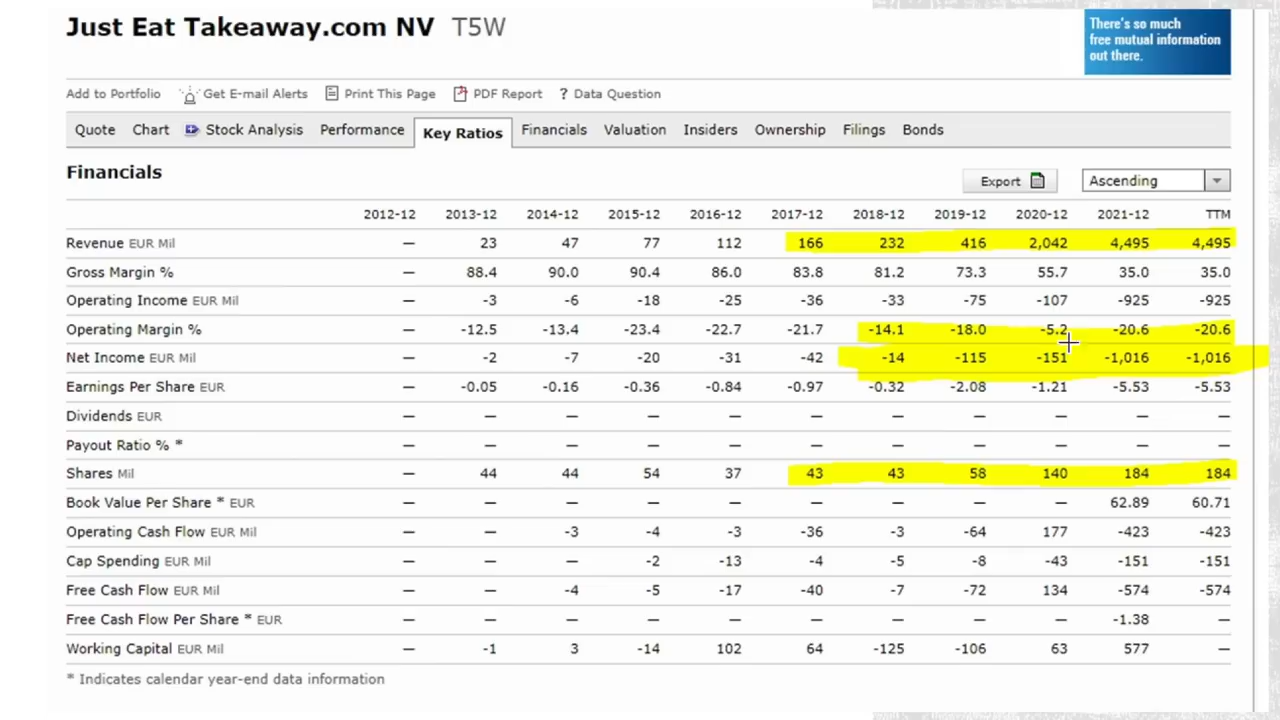 Just Eat Takeaway.com NV T5W
There's so much
free mutual information
out there.
Add to Portfolio Get E-mail Alerts Print This Page PDF Report ? Data Question
Quote Chart Stock Analysis Performance Key Ratios Financials Valuation Insiders Ownership Filings Bonds
Financials
Export Ascending
2012-12 2013-12 2014-12 2015-12 2016-12 2017-12 2018-12 2019-12 2020-12 2021-12 TTM
Revenue EUR Mil — 23 47 77 112 166 232 416 2,042 4,495 4,495
Gross Margin % — 88.4 90.0 90.4 86.0 83.8 81.2 73.3 55.7 35.0 35.0
Operating Income EUR Mil — -3 -6 -18 -25 -36 -33 -75 -107 -925 -925
Operating Margin % — -12.5 -13.4 -23.4 -22.7 -21.7 -14.1 -18.0 -5.2 -20.6 -20.6
Net Income EUR Mil — -2 -7 -20 -31 -42 -14 -115 -151 -1,016 -1,016
Earnings Per Share EUR — -0.05 -0.16 -0.36 -0.84 -0.97 -0.32 -2.08 -1.21 -5.53 -5.53
Dividends EUR — — — — — — — — — — —
Payout Ratio % * — — — — — — — — — — —
Shares Mil — 44 44 54 37 43 43 58 140 184 184
Book Value Per Share * EUR — — — — — — — — — 62.89 60.71
Operating Cash Flow EUR Mil — — -3 -4 -3 -36 -3 -64 177 -423 -423
Cap Spending EUR Mil — — — -2 -13 -4 -5 -8 -43 -151 -151
Free Cash Flow EUR Mil — — -4 -5 -17 -40 -7 -72 134 -574 -574
Free Cash Flow Per Share * EUR — — — — — — — — — -1.38 —
Working Capital EUR Mil — -1 3 -14 102 64 -125 -106 63 577 —
* Indicates calendar year-end data information